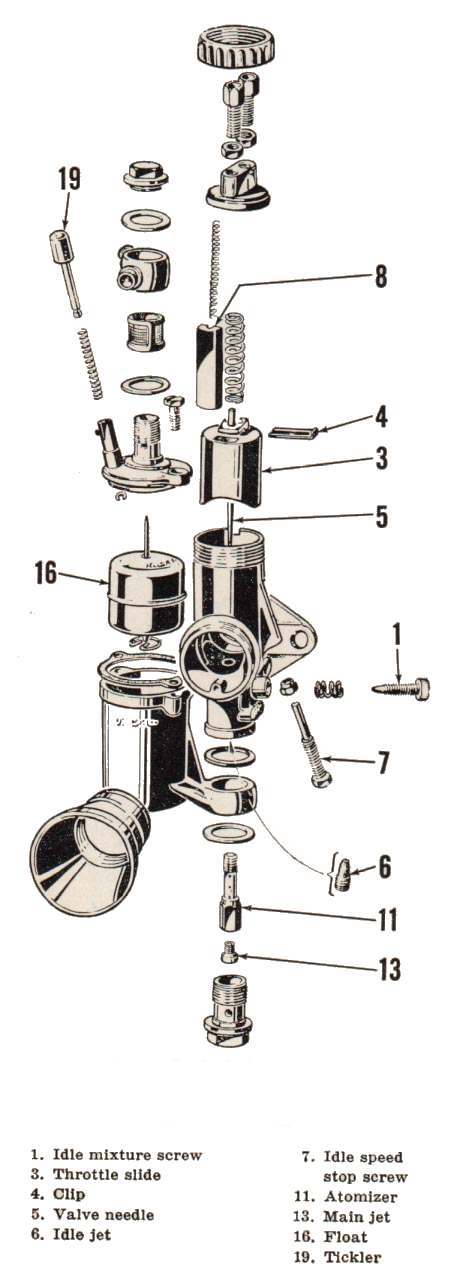 19
8
4
3
5
16
1
7
6
11
13
1. Idle mixture screw
3. Throttle slide
4. Clip
5. Valve needle
6. Idle jet
7. Idle speed
stop screw
11. Atomizer
13. Main jet
16. Float
19. Tickler